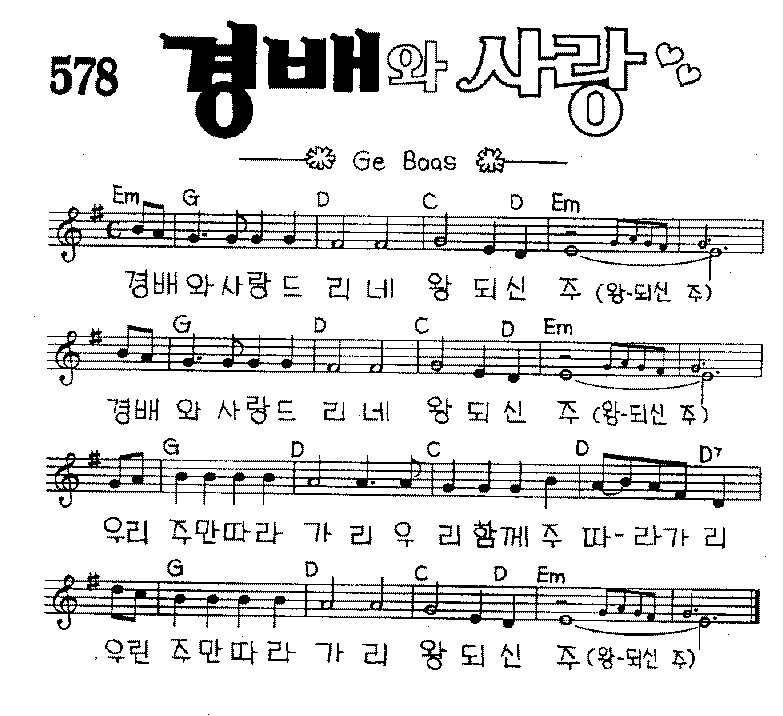 578 경배와 사랑
Ge Baas
Em G D C D Em
경배와사랑드 리네 왕 되신 주 (왕-되신 주)
G D C D Em
경배 와 사랑드 리네 왕 되신 주 (왕-되신 주)
G D C D D7
우리 주만따라 가 리 우 리함께주 따-라가 리
G D C D Em
우린 주만따라 가 리 왕 되신 주 (왕-되신 주)